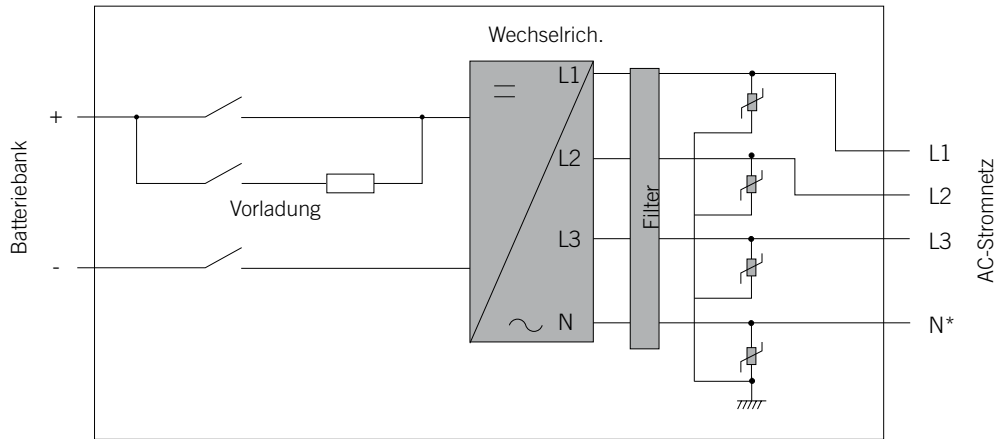 Wechselrich.
Batteriebank
+
-
Vorladung
L1
L2
L3
N
Filter
L1
L2
L3
N*
AC-Stromnetz